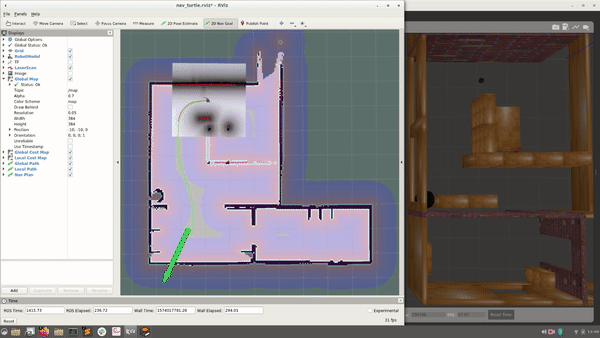 nav_turtle.rviz* - RViz
File Panels Help
Interact Move Camera Select Focus Camera Measure 2D Pose Estimate 2D Nav Goal Publish Point
Displays
Global Options
Global Status: Ok
Grid
RobotModel
TF
LaserScan
Image
Global Map
Status: Ok
Topic /map
Alpha 0.7
Color Scheme map
Draw Behind
Resolution 0.05
Width 384
Height 384
Position -10; -10; 0
Orientation 0; 0; 0; 1
Unreliable
Use Timestamp
Global Cost Map
Local Cost Map
Global Path
Local Path
Nav Plan
Add Duplicate Remove Rename
Time
ROS Time: 1413.73 ROS Elapsed: 236.72 Wall Time: 1574017781.28 Wall Elapsed: 294.01 Experimental
Reset 31 fps
Reset Time